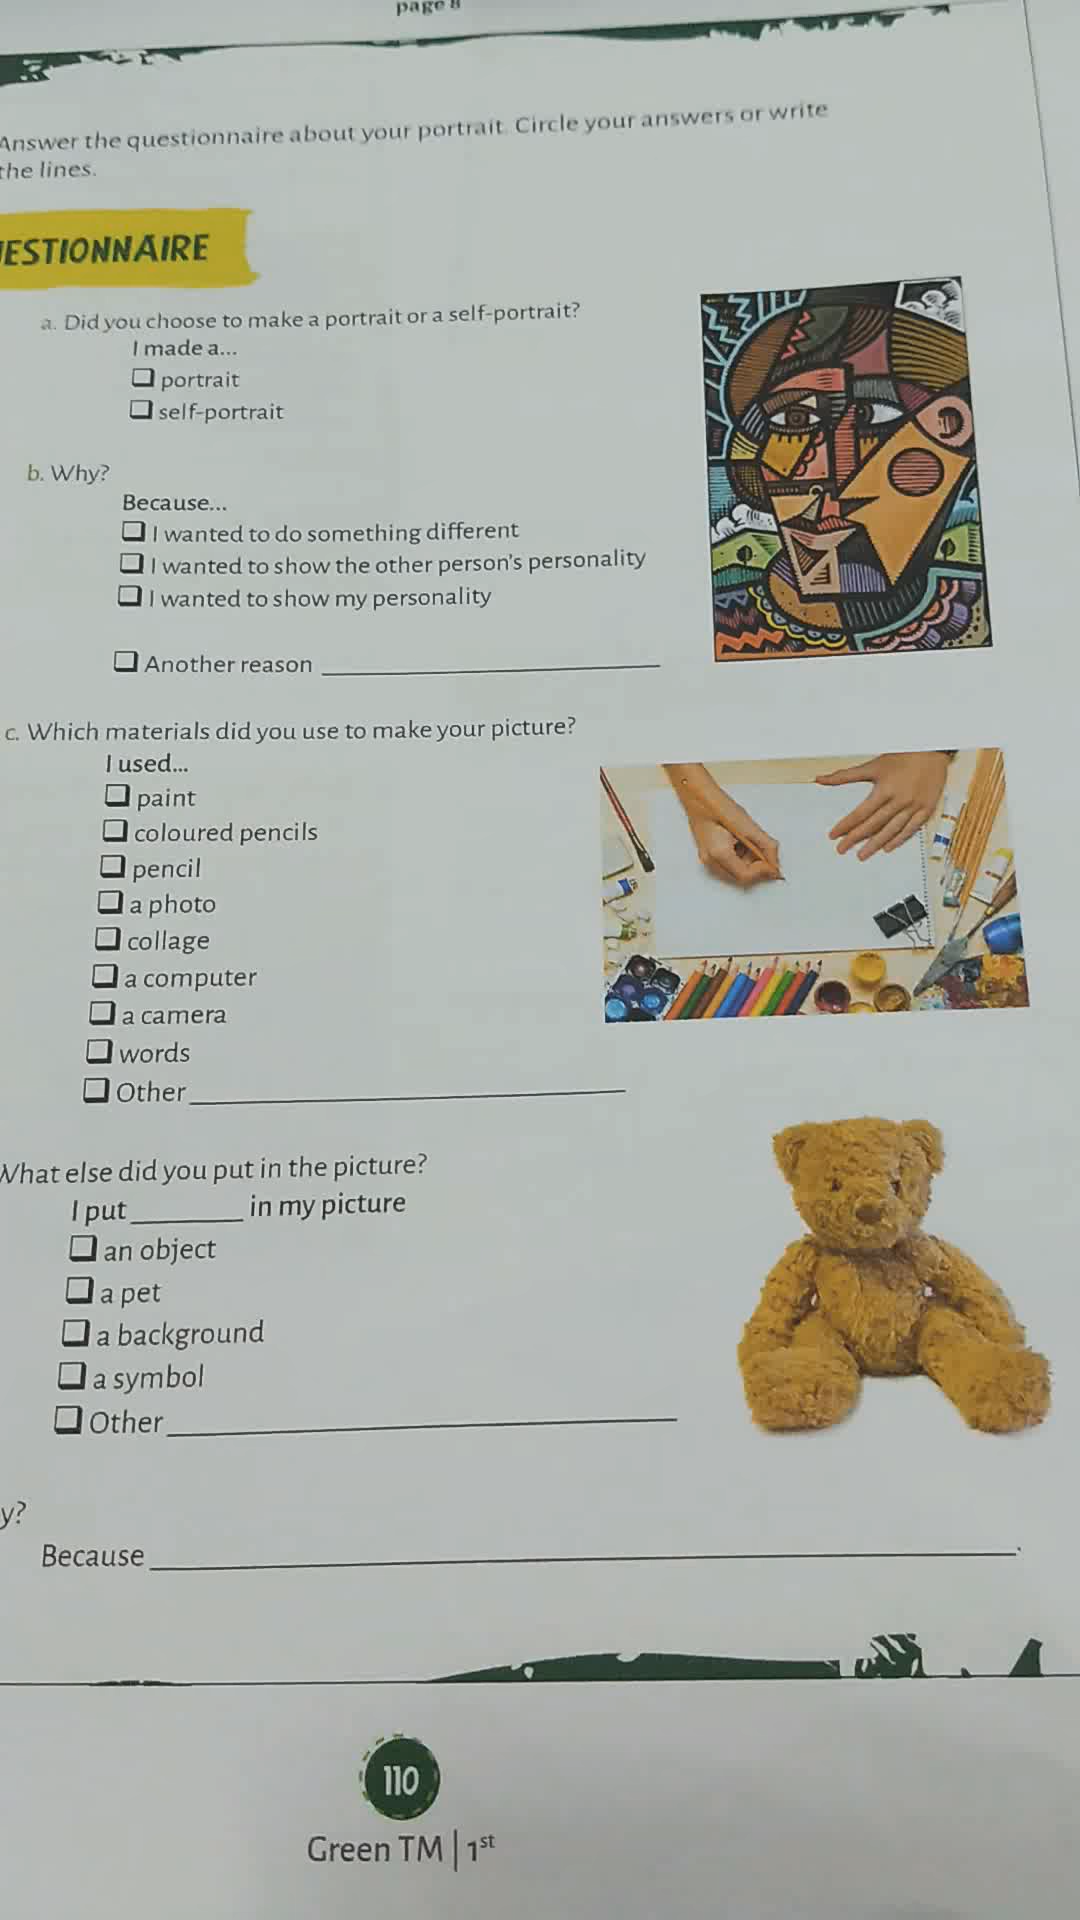 page 8
Answer the questionnaire about your portrait. Circle your answers or write
the lines.
ESTIONNAIRE
a. Did you choose to make a portrait or a self-portrait?
I made a...
portrait
self-portrait
b. Why?
Because...
I wanted to do something different
I wanted to show the other person's personality
I wanted to show my personality
Another reason
c. Which materials did you use to make your picture?
I used...
paint
coloured pencils
pencil
a photo
collage
a computer
a camera
words
Other
What else did you put in the picture?
I put ________ in my picture
an object
a pet
a background
a symbol
Other
y?
Because ________.
110
Green TM | 1st